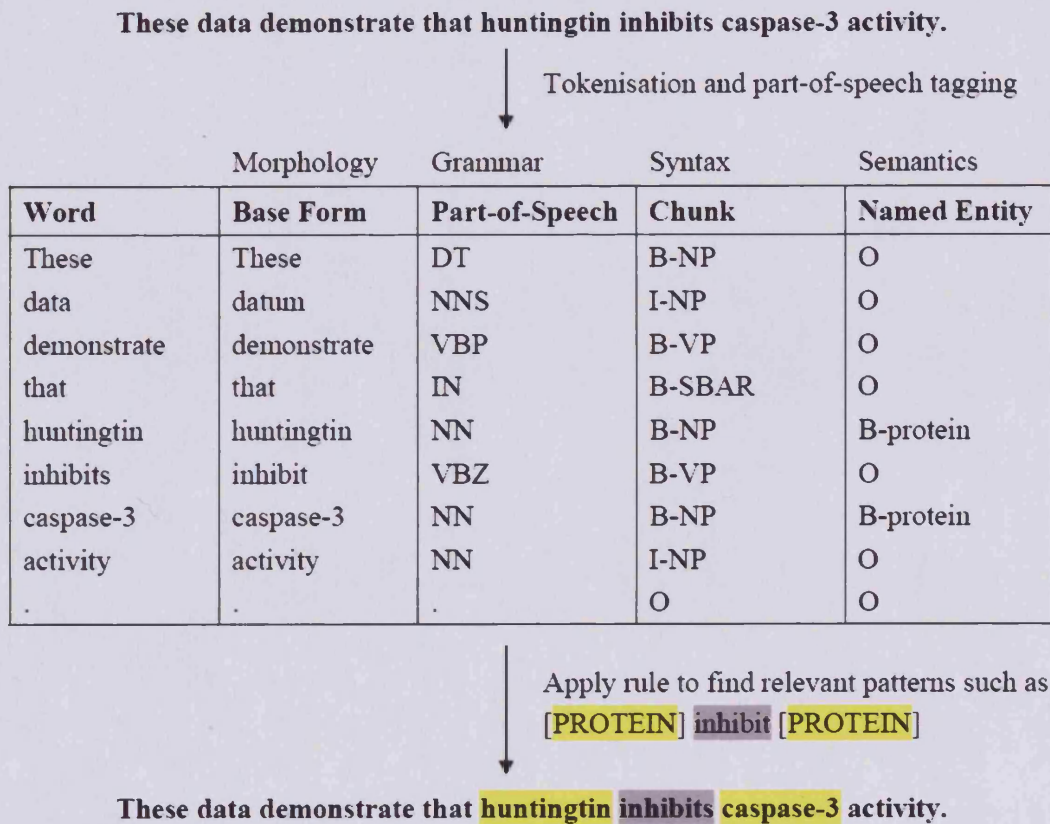 These data demonstrate that huntingtin inhibits caspase-3 activity.
Tokenisation and part-of-speech tagging
Morphology Grammar Syntax Semantics
Word Base Form Part-of-Speech Chunk Named Entity
These These DT B-NP O
data datum NNS I-NP O
demonstrate demonstrate VBP B-VP O
that that IN B-SBAR O
huntingtin huntingtin NN B-NP B-protein
inhibits inhibit VBZ B-VP O
caspase-3 caspase-3 NN B-NP B-protein
activity activity NN I-NP O
. . . O O
Apply rule to find relevant patterns such as
[PROTEIN] inhibit [PROTEIN]
These data demonstrate that huntingtin inhibits caspase-3 activity.